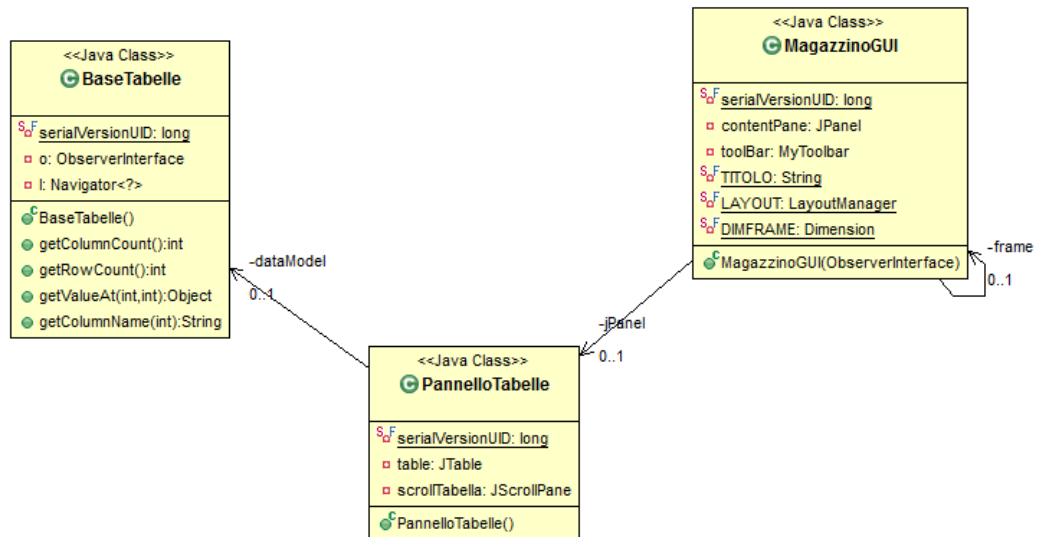 <<Java Class>>
BaseTabelle
serialVersionUID: long
o: ObserverInterface
l: Navigator<?>
BaseTabelle()
getColumnCount():int
getRowCount():int
getValueAt(int,int):Object
getColumnName(int):String
-dataModel
0..1
<<Java Class>>
MagazzinoGUI
serialVersionUID: long
contentPane: JPanel
toolBar: MyToolbar
TITOLO: String
LAYOUT: LayoutManager
DIMFRAME: Dimension
MagazzinoGUI(ObserverInterface)
-frame
0..1
-jPanel
0..1
<<Java Class>>
PannelloTabelle
serialVersionUID: long
table: JTable
scrollTabella: JScrollPane
PannelloTabelle()